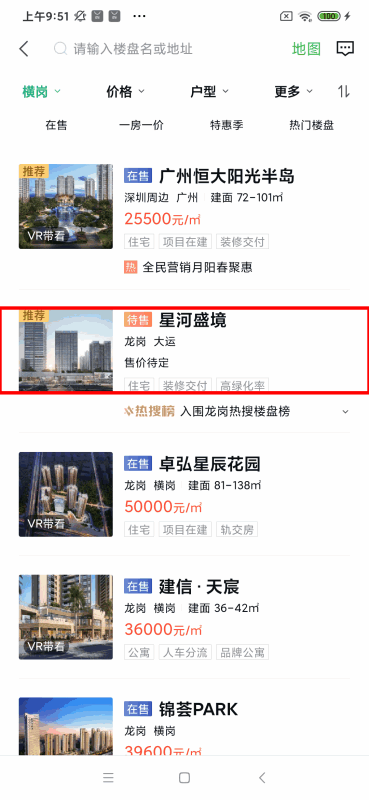 上午9:51 ···
100
请输入楼盘名或地址 地图
横岗 价格 户型 更多
在售 一房一价 特惠季 热门楼盘
推荐 在售 广州恒大阳光半岛
深圳周边 广州 建面 72-101㎡
25500元/㎡
VR带看
住宅 项目在建 装修交付
热 全民营销月阳春聚惠
推荐 待售 星河盛境
龙岗 大运
售价待定
住宅 装修交付 高绿化率
热搜榜 入围龙岗热搜楼盘榜
在售 卓弘星辰花园
龙岗 横岗 建面 81-138㎡
50000元/㎡
VR带看
住宅 项目在建 轨交房
在售 建信·天宸
龙岗 横岗 建面 36-42㎡
36000元/㎡
VR带看
公寓 人车分流 品牌公寓
在售 锦荟PARK
龙岗 横岗
39600元/㎡